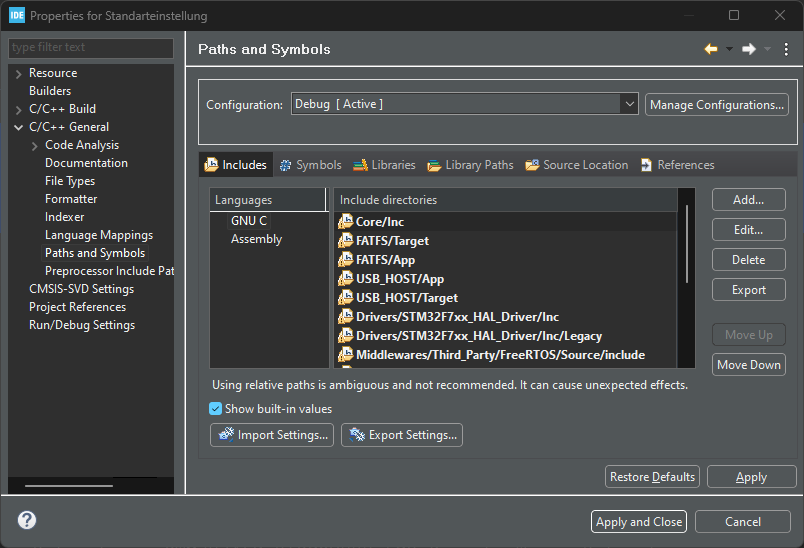 IDE Properties for Standarteinstellung
type filter text
Resource
Builders
C/C++ Build
C/C++ General
Code Analysis
Documentation
File Types
Formatter
Indexer
Language Mappings
Paths and Symbols
Preprocessor Include Pat
CMSIS-SVD Settings
Project References
Run/Debug Settings
Paths and Symbols
Configuration: Debug [ Active ] Manage Configurations...
Includes Symbols Libraries Library Paths Source Location References
Languages
GNU C
Assembly
Include directories
Core/Inc
FATFS/Target
FATFS/App
USB_HOST/App
USB_HOST/Target
Drivers/STM32F7xx_HAL_Driver/Inc
Drivers/STM32F7xx_HAL_Driver/Inc/Legacy
Middlewares/Third_Party/FreeRTOS/Source/include
Add...
Edit...
Delete
Export
Move Up
Move Down
Using relative paths is ambiguous and not recommended. It can cause unexpected effects.
Show built-in values
Import Settings... Export Settings...
Restore Defaults Apply
? Apply and Close Cancel